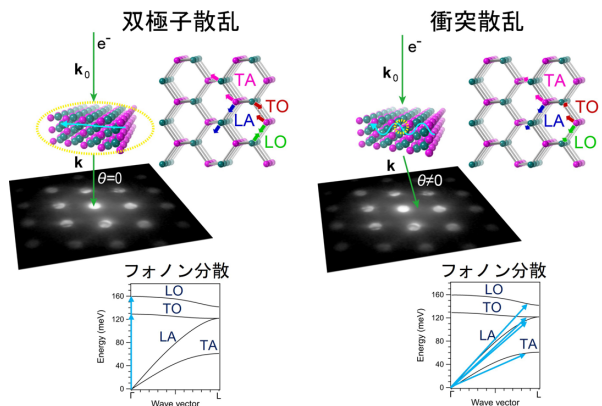 双極子散乱
e⁻
k₀
TA
TO
LA
LO
k
θ=0
フォノン分散
160
120
80
40
0
Energy (meV)
LO
TO
LA
TA
Γ
L
Wave vector
衝突散乱
e⁻
k₀
TA
TO
LA
LO
k
θ≠0
フォノン分散
160
120
80
40
0
Energy (meV)
LO
TO
LA
TA
Γ
L
Wave vector